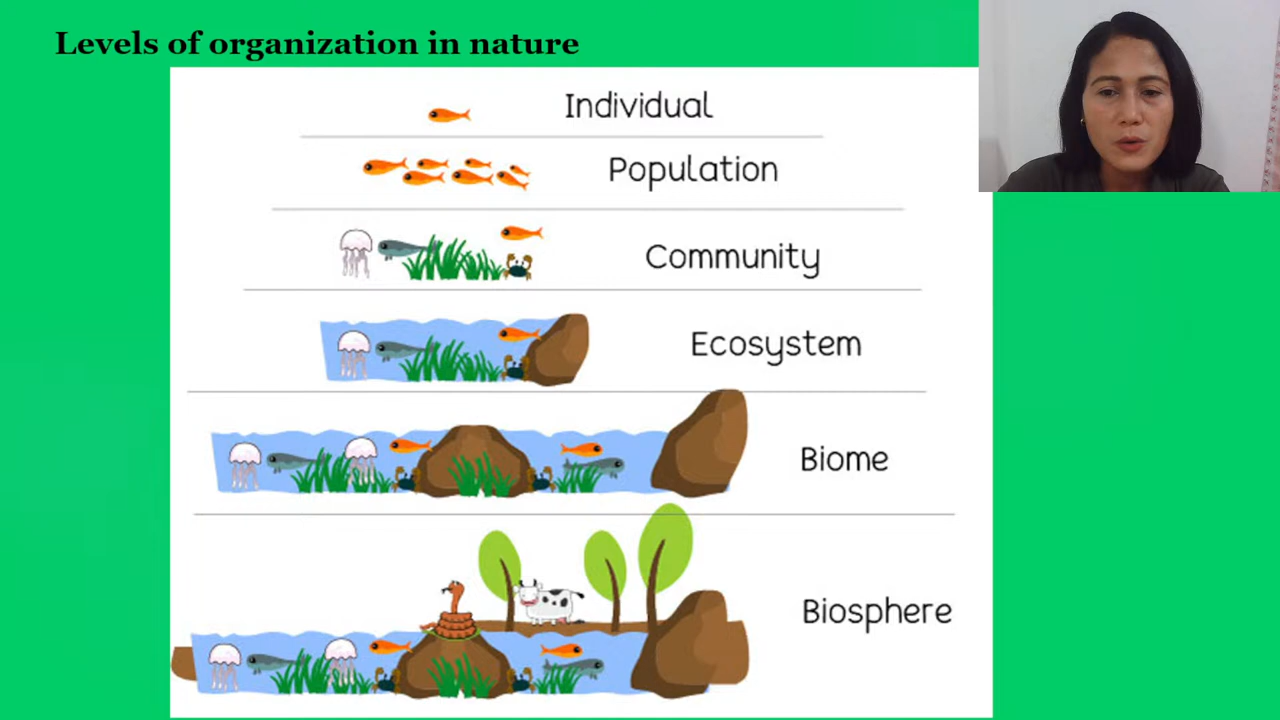 Levels of organization in nature
Individual
Population
Community
Ecosystem
Biome
Biosphere